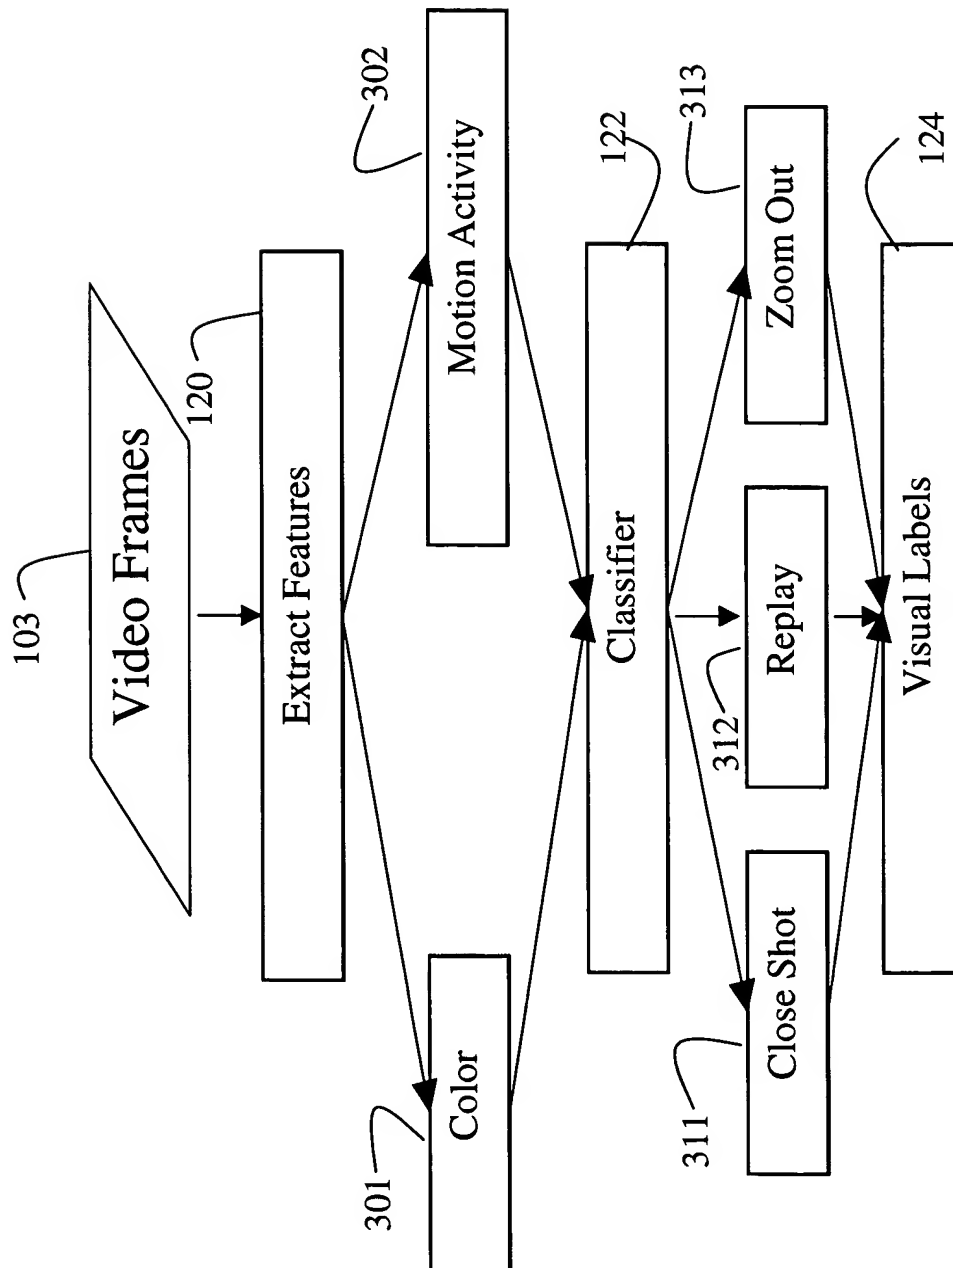 103
Video Frames
120
Extract Features
301
Color
302
Motion Activity
122
Classifier
311
Close Shot
312
Replay
313
Zoom Out
124
Visual Labels